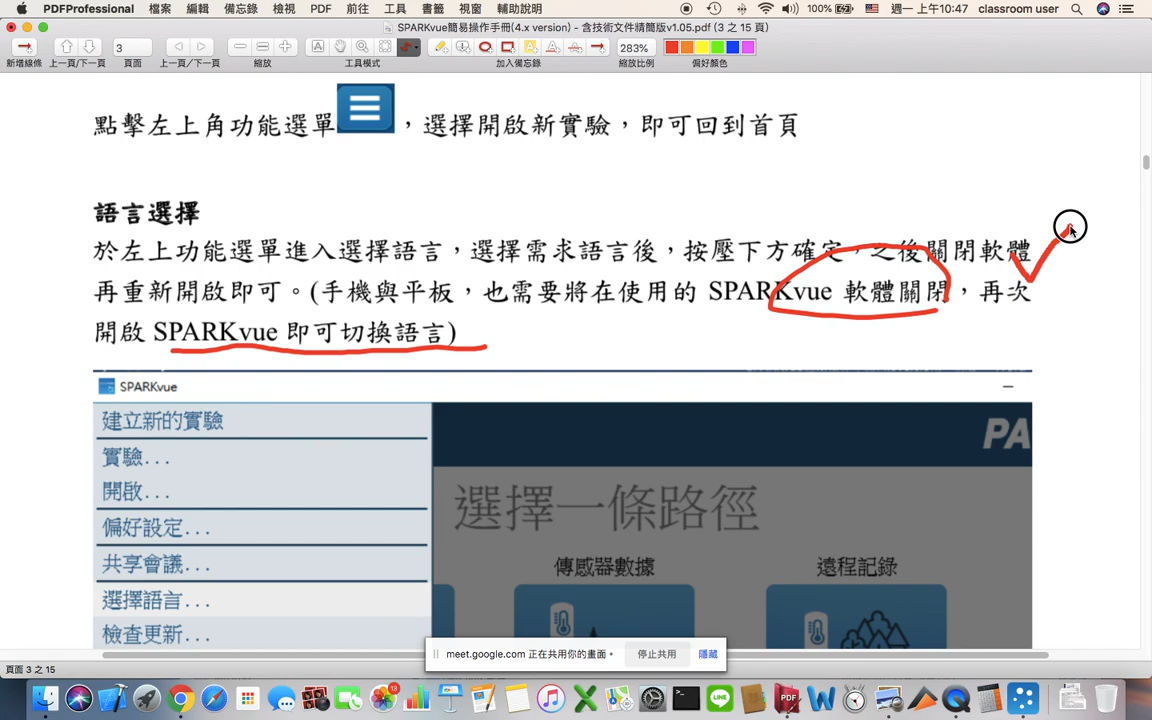 PDFProfessional 檔案 編輯 備忘錄 檢視 PDF 前往 工具 書籤 視窗 輔助說明 100% 週一 上午10:47 classroom user
SPARKvue簡易操作手冊(4.x version) - 含技術文件精簡版v1.05.pdf (3 之 15 頁)
3 283%
新增線條 上一頁/下一頁 頁面 上一頁/下一頁 縮放 工具模式 加入備忘錄 縮放比例 偏好顏色
點擊左上角功能選單，選擇開啟新實驗，即可回到首頁
語言選擇
於左上功能選單進入選擇語言，選擇需求語言後，按壓下方確定，之後關閉軟體
再重新開啟即可。(手機與平板，也需要將在使用的 SPARKvue 軟體關閉，再次
開啟 SPARKvue 即可切換語言)
SPARKvue
建立新的實驗
PA
實驗...
開啟...
選擇一條路徑
偏好設定...
共享會議...
傳感器數據 遠程記錄
選擇語言...
檢查更新...
meet.google.com 正在共用你的畫面。 停止共用 隱藏
頁面 3 之 15
13
PDF